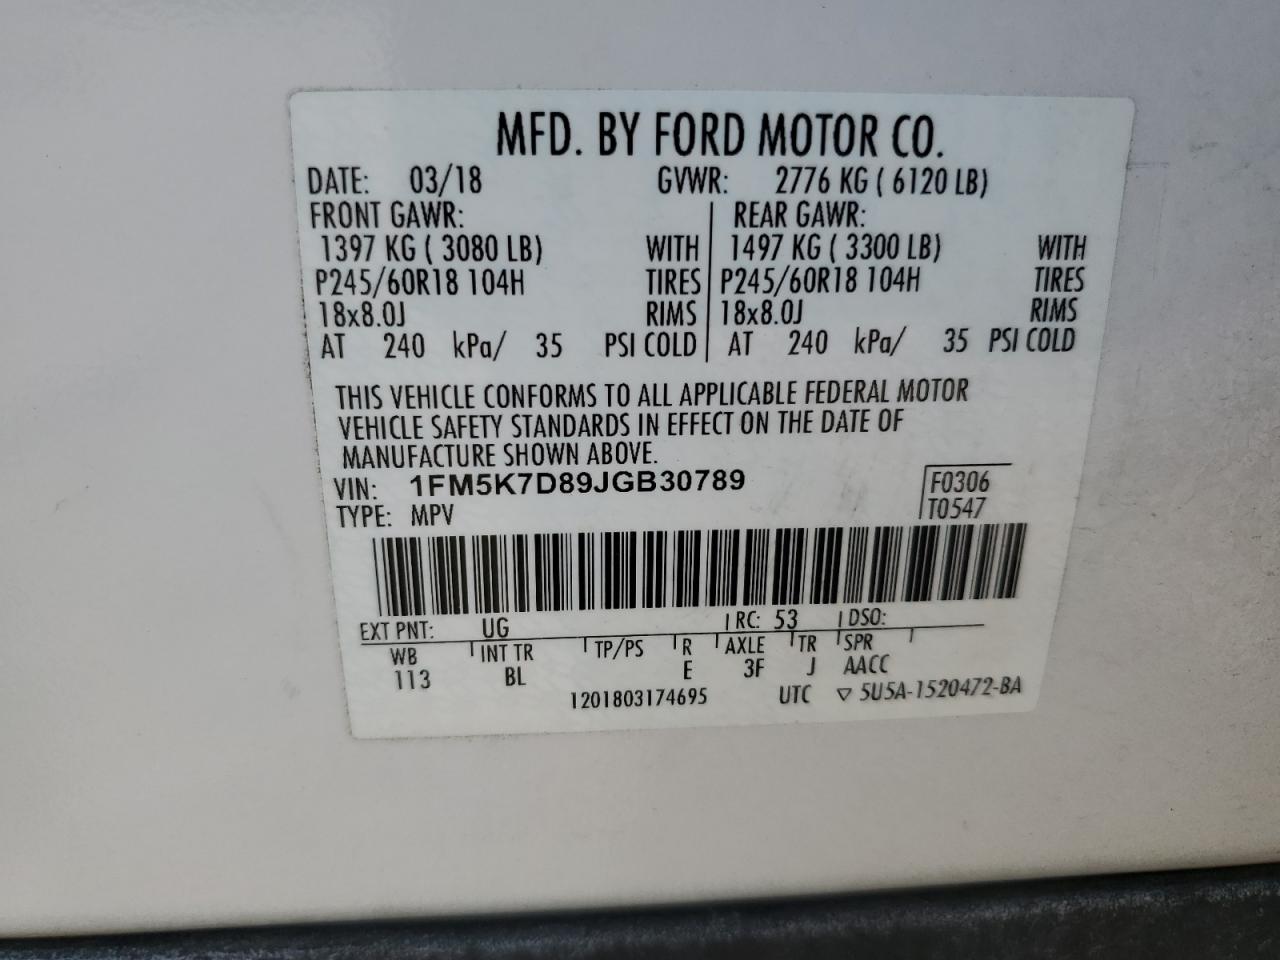 MFD. BY FORD MOTOR CO.
DATE: 03/18 GVWR: 2776 KG ( 6120 LB)
FRONT GAWR: REAR GAWR:
1397 KG ( 3080 LB) WITH 1497 KG ( 3300 LB) WITH
P245/60R18 104H TIRES P245/60R18 104H TIRES
18x8.0J RIMS 18x8.0J RIMS
AT 240 kPa/ 35 PSI COLD AT 240 kPa/ 35 PSI COLD
THIS VEHICLE CONFORMS TO ALL APPLICABLE FEDERAL MOTOR
VEHICLE SAFETY STANDARDS IN EFFECT ON THE DATE OF
MANUFACTURE SHOWN ABOVE.
VIN: 1FM5K7D89JGB30789 F0306
TYPE: MPV T0547
EXT PNT: UG RC: 53 DSO:
WB INT TR TP/PS R AXLE TR SPR
113 BL E 3F J AACC
1201803174695 UTC ▽ 5U5A-1520472-BA